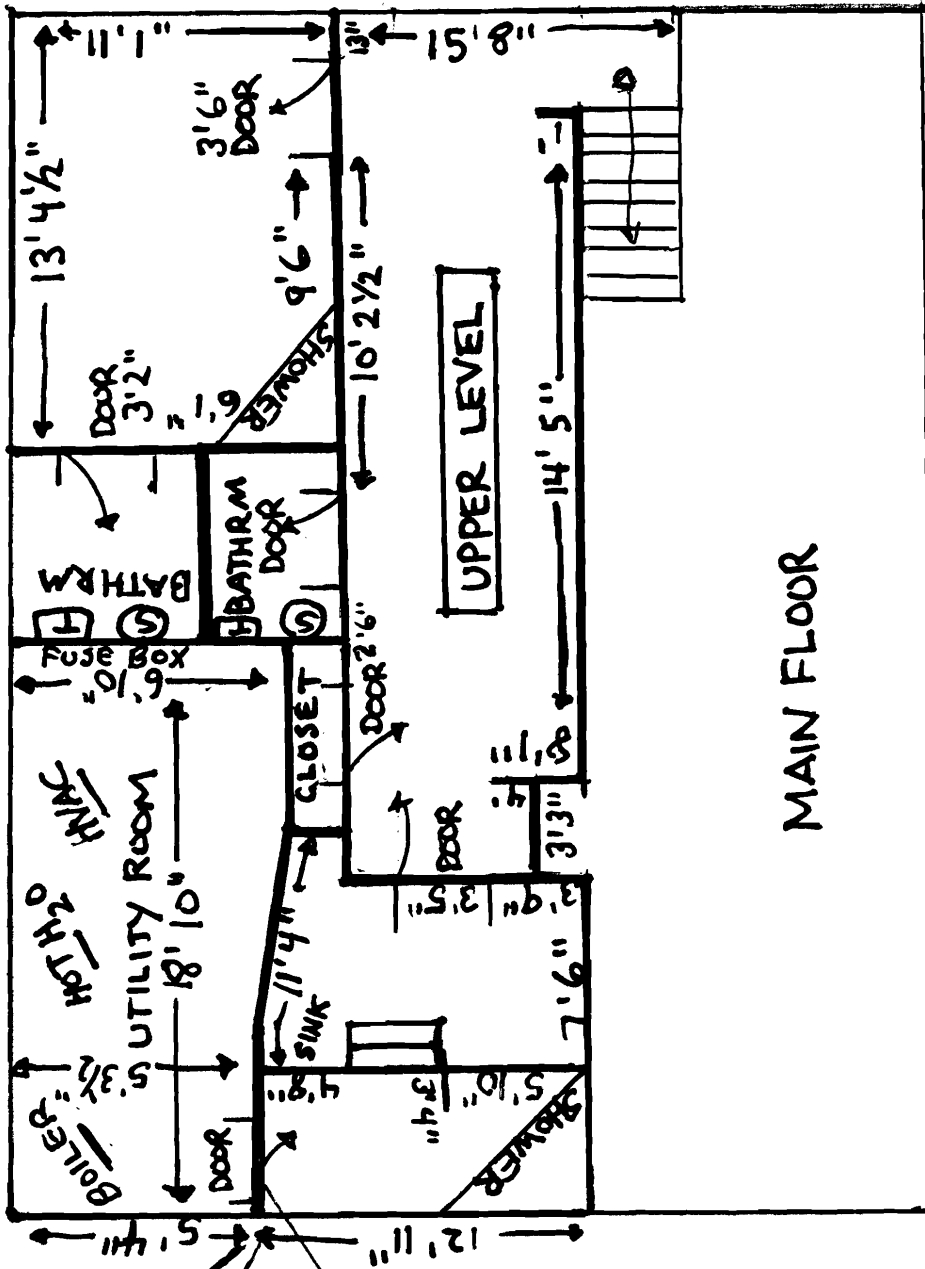 11'1"
13"
15'8"
3'6"
DOOR
13'4½"
9'6"
1'
10'2½"
SHOWER
6'1"
DOOR
3'2"
UPPER LEVEL
14'5"
BATHRM
H
S
BATHRM
DOOR
H
S
FUSE BOX
6'10"
CLOSET
DOOR 2'6"
1'11"
8"
4'
3'3"
DOOR
3'5"
3'9"
HVAC
HOT H2O
UTILITY ROOM
18'10"
11'4"
SINK
7'6"
5'3½"
3'4"
5'10"
BOILER
DOOR
SHOWER
5'4"
12'11"
MAIN FLOOR